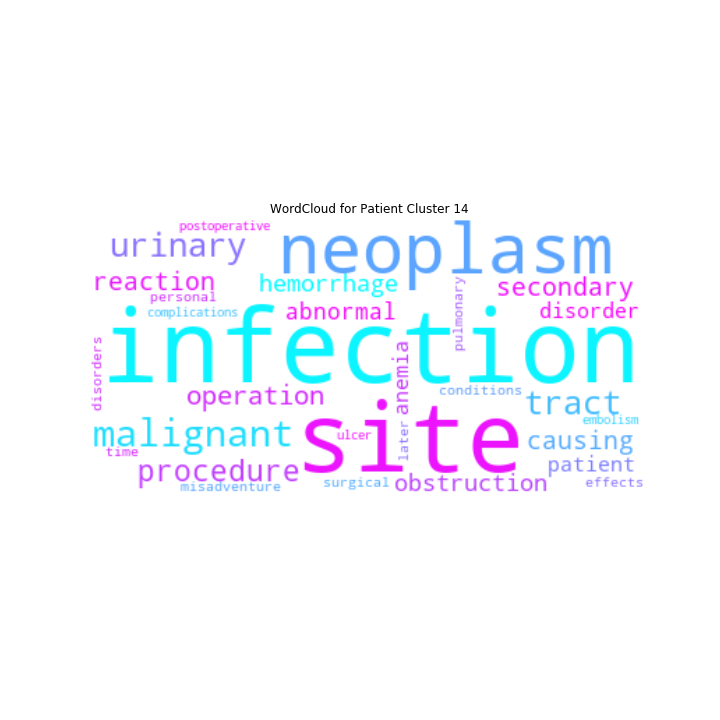 WordCloud for Patient Cluster 14
postoperative
urinary
neoplasm
reaction
hemorrhage
secondary
personal
complications
abnormal
pulmonary
disorder
infection
disorders
operation
anemia
conditions
tract
malignant
site
embolism
ulcer
later
causing
time
procedure
patient
misadventure
surgical
obstruction
effects